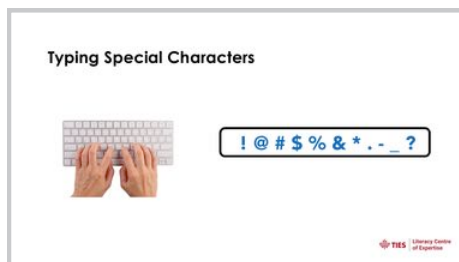 Typing Special Characters
! @ # $ % & * . - _ ?
TIES
Literacy Centre
of Expertise